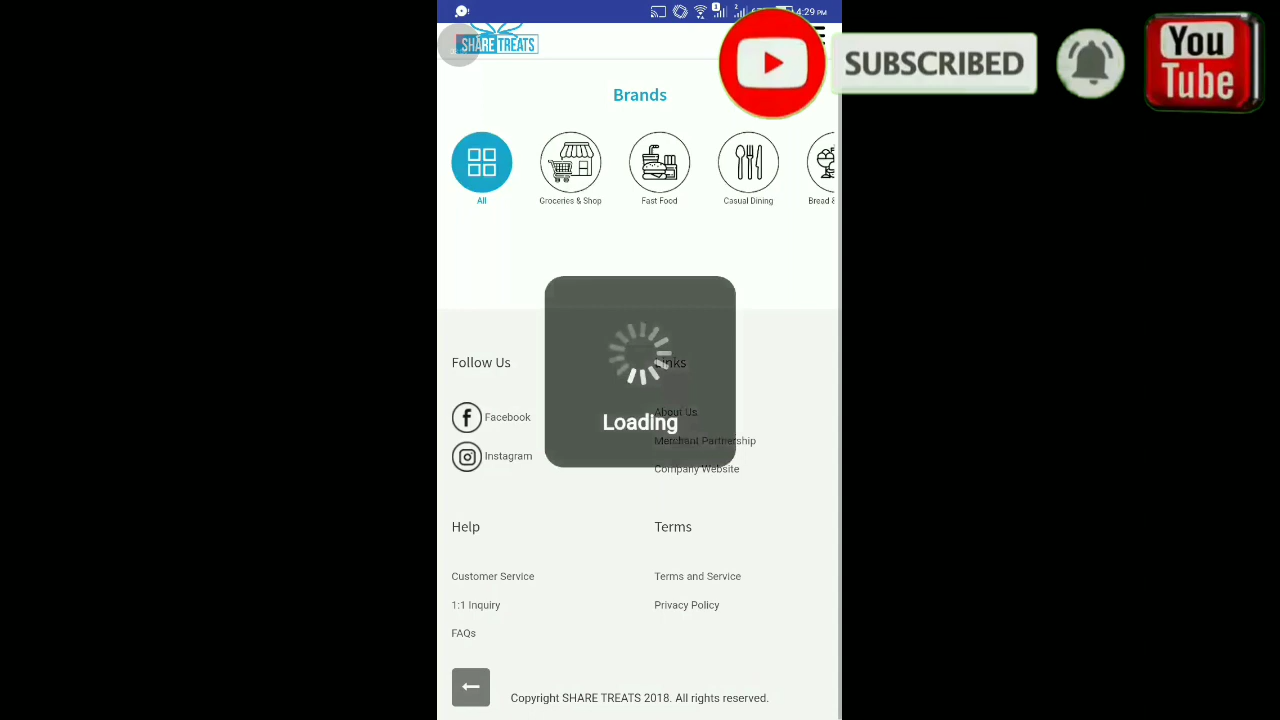 4:29 PM
SHARE TREATS
SUBSCRIBED
You
Tube
Brands
All
Groceries & Shop
Fast Food
Casual Dining
Bread &
Loading
Follow Us
Links
Facebook
About Us
Instagram
Merchant Partnership
Company Website
Help
Terms
Customer Service
Terms and Service
1:1 Inquiry
Privacy Policy
FAQs
Copyright SHARE TREATS 2018. All rights reserved.